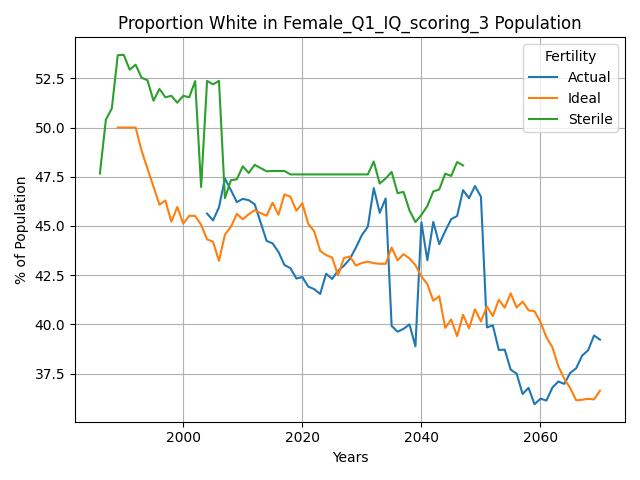 Proportion White in Female_Q1_IQ_scoring_3 Population
Fertility
Actual
Ideal
Sterile
% of Population
52.5
50.0
47.5
45.0
42.5
40.0
37.5
2000
2020
2040
2060
Years